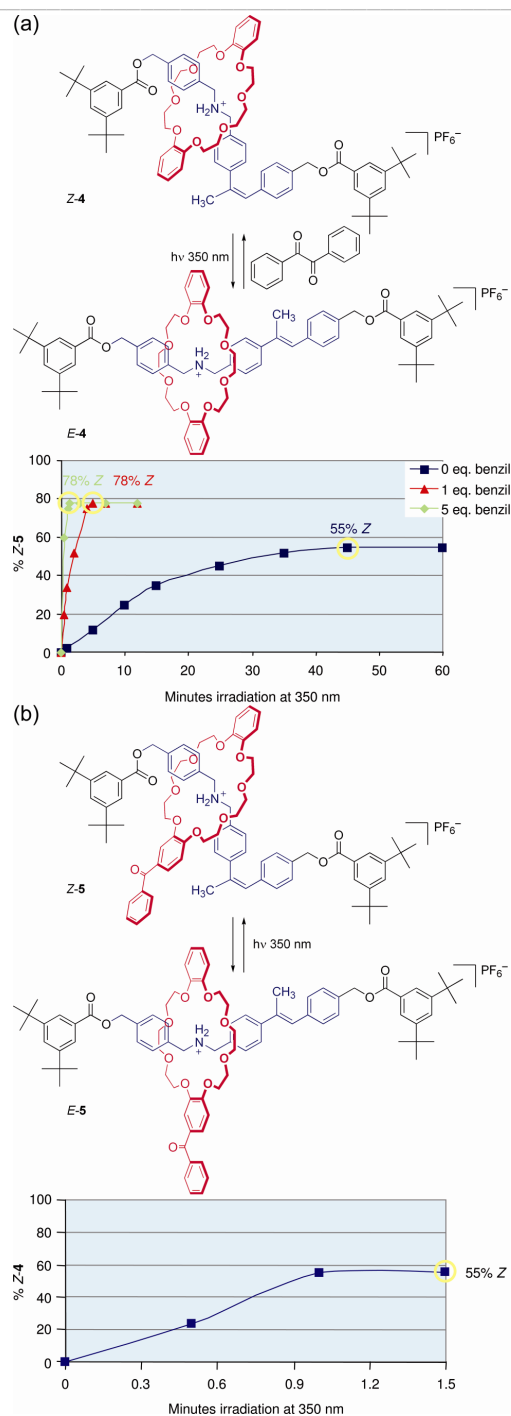 (a)
O
O O O
O O O
H₂N +
O O O
PF₆⁻
O
Z-4
H₃C
O
hν 350 nm
O
O
PF₆⁻
O O
O
CH₃
O
O
O
O O
H₂
N
+
O O
O O
E-4
% Z-5
100
80
60
40
20
0
78% Z 78% Z
55% Z
0 eq. benzil
1 eq. benzil
5 eq. benzil
0 10 20 30 40 50 60
Minutes irradiation at 350 nm
(b)
O
O O O
O O O
H₂N +
O O O
PF₆⁻
O
O
Z-5
H₃C
O
hν 350 nm
PF₆⁻
O O
O
CH₃
O
O
O
O O
H₂
N
+
O O
O O
E-5
O
% Z-4
100
80
60
40
20
0
55% Z
0 0.3 0.6 0.9 1.2 1.5
Minutes irradiation at 350 nm